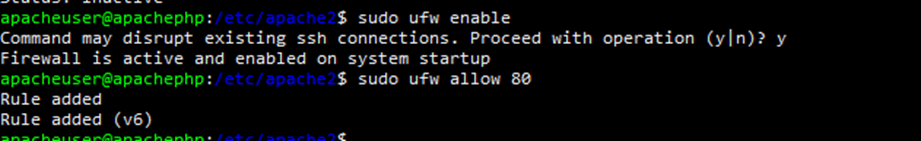 Status: inactive
apacheuser@apachephp:/etc/apache2$ sudo ufw enable
Command may disrupt existing ssh connections. Proceed with operation (y|n)? y
Firewall is active and enabled on system startup
apacheuser@apachephp:/etc/apache2$ sudo ufw allow 80
Rule added
Rule added (v6)
apacheuser@apachephp:/etc/apache2$